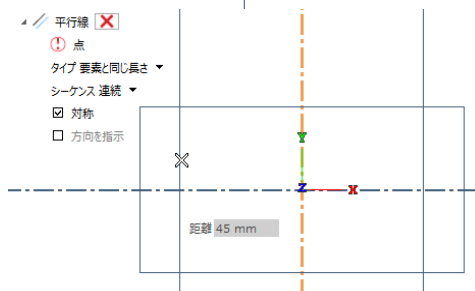 平行線
点
タイプ 要素と同じ長さ
シーケンス 連続
対称
方向を指示
Y
Z X
距離 45 mm